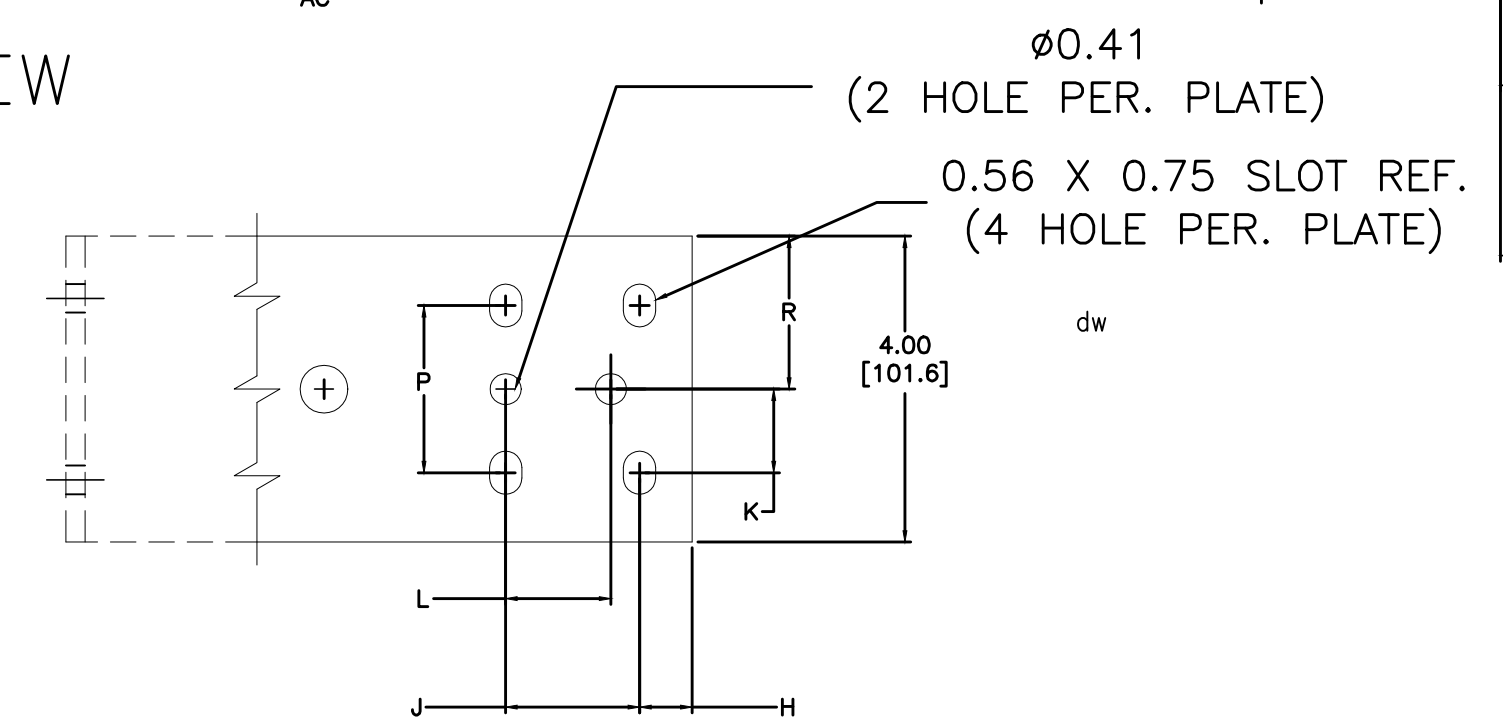 AC
EW
ø0.41
(2 HOLE PER. PLATE)
0.56 X 0.75 SLOT REF.
(4 HOLE PER. PLATE)
R
dw
4.00
[101.6]
P
K
L
J
H